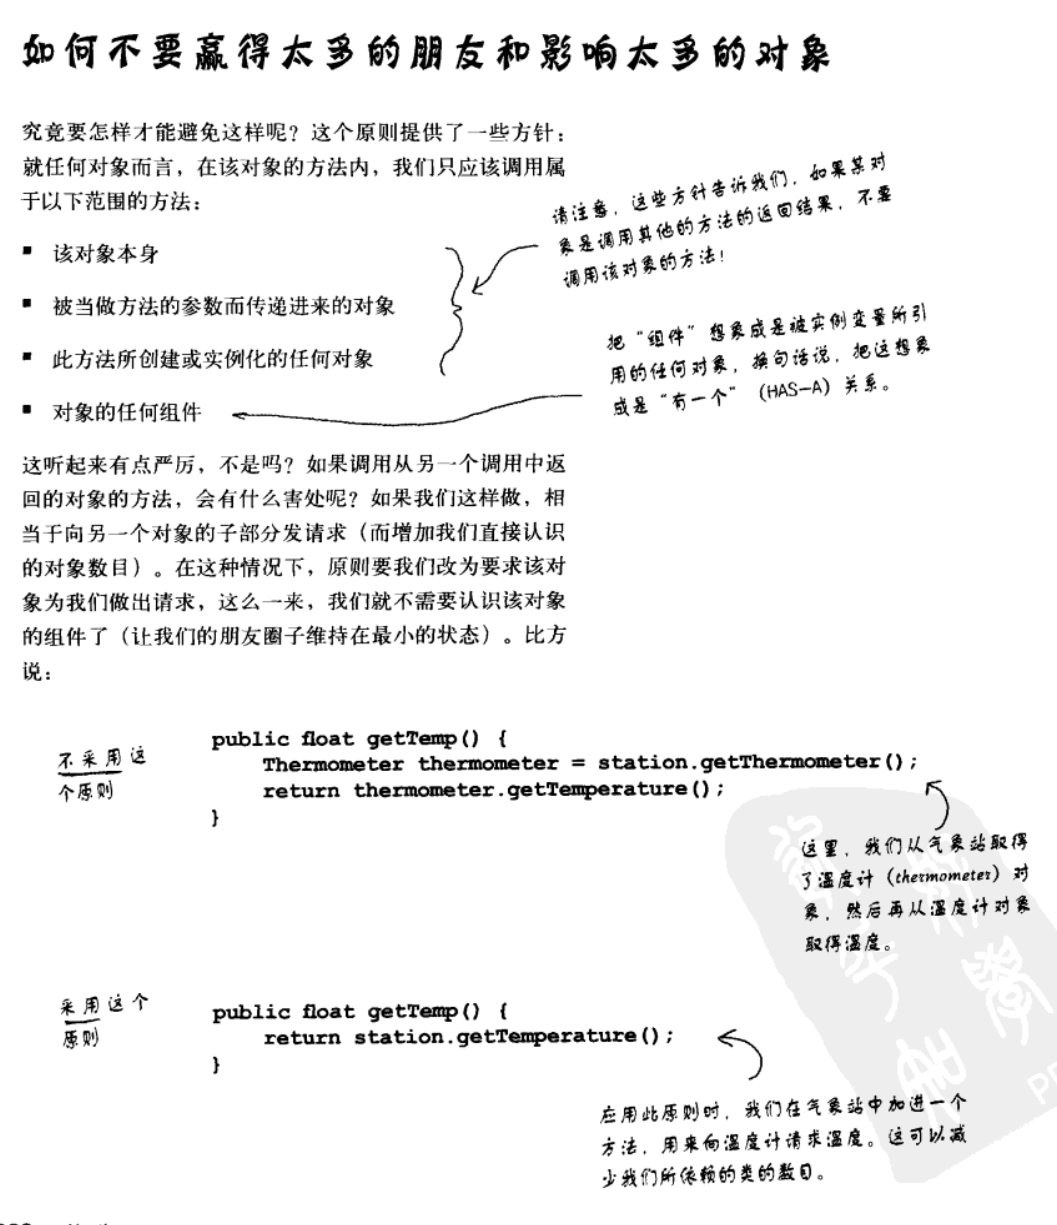 如何不要赢得太多的朋友和影响太多的对象
究竟要怎样才能避免这样呢？这个原则提供了一些方针：
就任何对象而言，在该对象的方法内，我们只应该调用属
于以下范围的方法：
■ 该对象本身
■ 被当做方法的参数而传递进来的对象
■ 此方法所创建或实例化的任何对象
■ 对象的任何组件
请注意，这些方针告诉我们，如果某对
象是调用其他的方法的返回结果，不要
调用该对象的方法！
把“组件”想象成是被实例变量所引
用的任何对象，换句话说，把这想象
成是“有一个”（HAS-A）关系。
这听起来有点严厉，不是吗？如果调用从另一个调用中返
回的对象的方法，会有什么害处呢？如果我们这样做，相
当于向另一个对象的子部分发请求（而增加我们直接认识
的对象数目）。在这种情况下，原则要我们改为要求该对
象为我们做出请求，这么一来，我们就不需要认识该对象
的组件了（让我们的朋友圈子维持在最小的状态）。比方
说：
不采用这
个原则
public float getTemp() {
Thermometer thermometer = station.getThermometer();
return thermometer.getTemperature();
}
这里，我们从气象站取得
了温度计（thermometer）对
象，然后再从温度计对象
取得温度。
采用这个
原则
public float getTemp() {
return station.getTemperature();
}
应用此原则时，我们在气象站中加进一个
方法，用来向温度计请求温度。这可以减
少我们所依赖的类的数目。